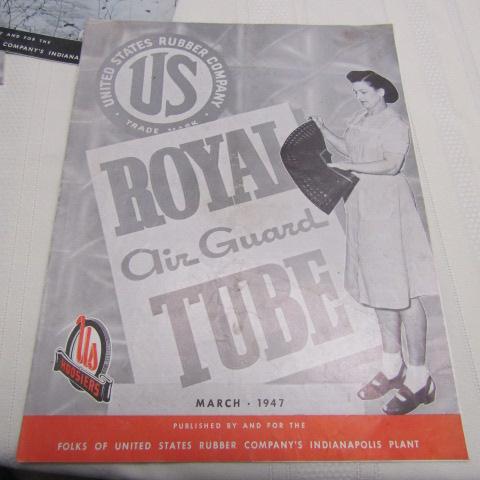 Y AND FOR THE
COMPANY'S INDIANA
UNITED STATES RUBBER COMPANY
US
TRADE MARK
ROYAL
Air Guard
TUBE
Us
HOOSIERS
MARCH · 1947
PUBLISHED BY AND FOR THE
FOLKS OF UNITED STATES RUBBER COMPANY'S INDIANAPOLIS PLANT